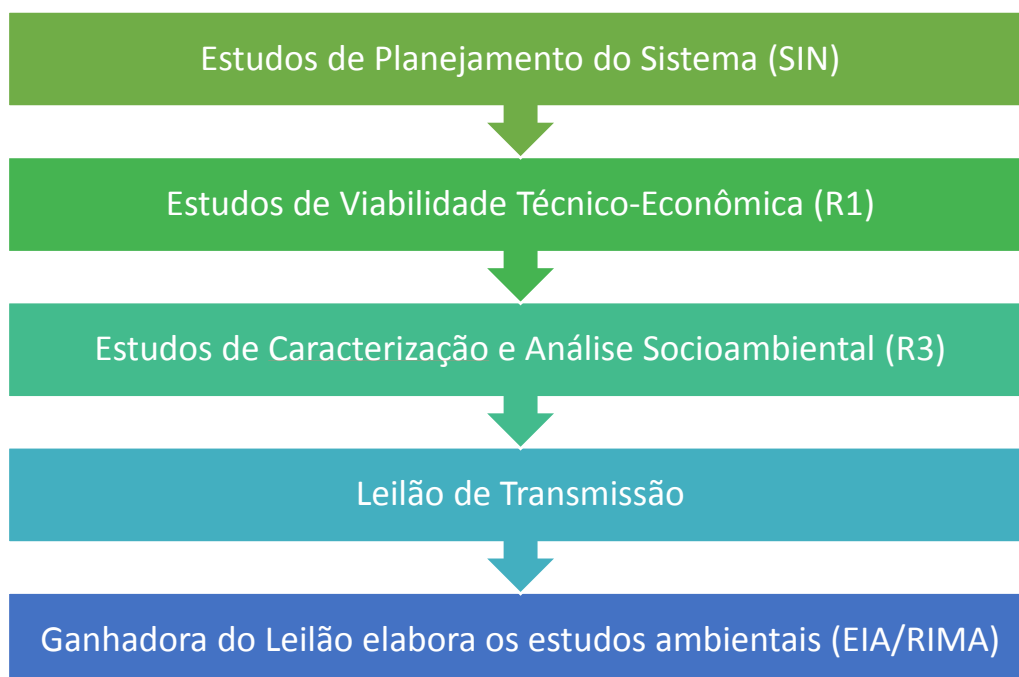 Estudos de Planejamento do Sistema (SIN)
Estudos de Viabilidade Técnico-Econômica (R1)
Estudos de Caracterização e Análise Socioambiental (R3)
Leilão de Transmissão
Ganhadora do Leilão elabora os estudos ambientais (EIA/RIMA)